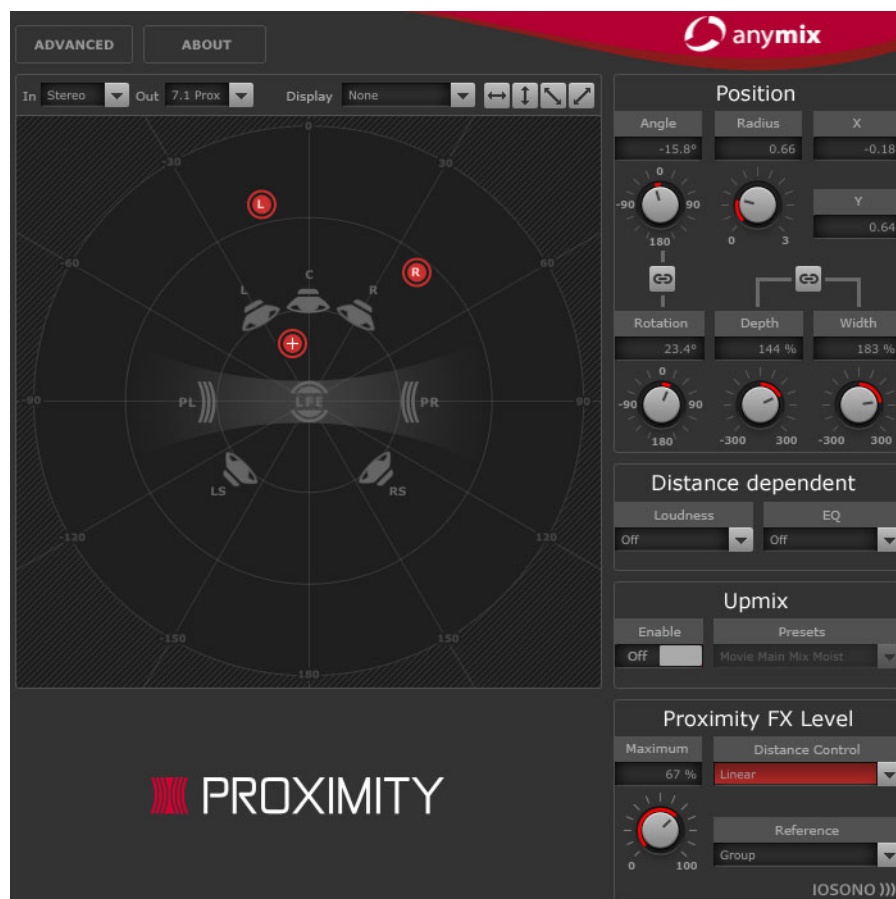 ADVANCED ABOUT anymix
In Stereo Out 7.1 Prox Display None
Position
Angle Radius X
-15.8° 0.66 -0.18
0
-90 90
180
0 3
Y
0.64
Rotation Depth Width
23.4° 144 % 183 %
0
-90 90
180
-300 300 -300 300
0
-30 30
-60 60
-90 90
-120 120
-150 150
180
L
R
L C R
PL LFE PR
LS RS
Distance dependent
Loudness EQ
Off Off
Upmix
Enable Presets
Off Movie Main Mix Moist
Proximity FX Level
Maximum Distance Control
67 % Linear
0 100
Reference
Group
PROXIMITY
IOSONO